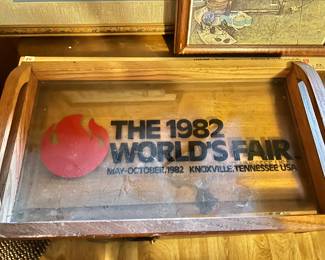 THE 1982
WORLD'S FAIR
MAY-OCTOBER, 1982 KNOXVILLE, TENNESSEE USA